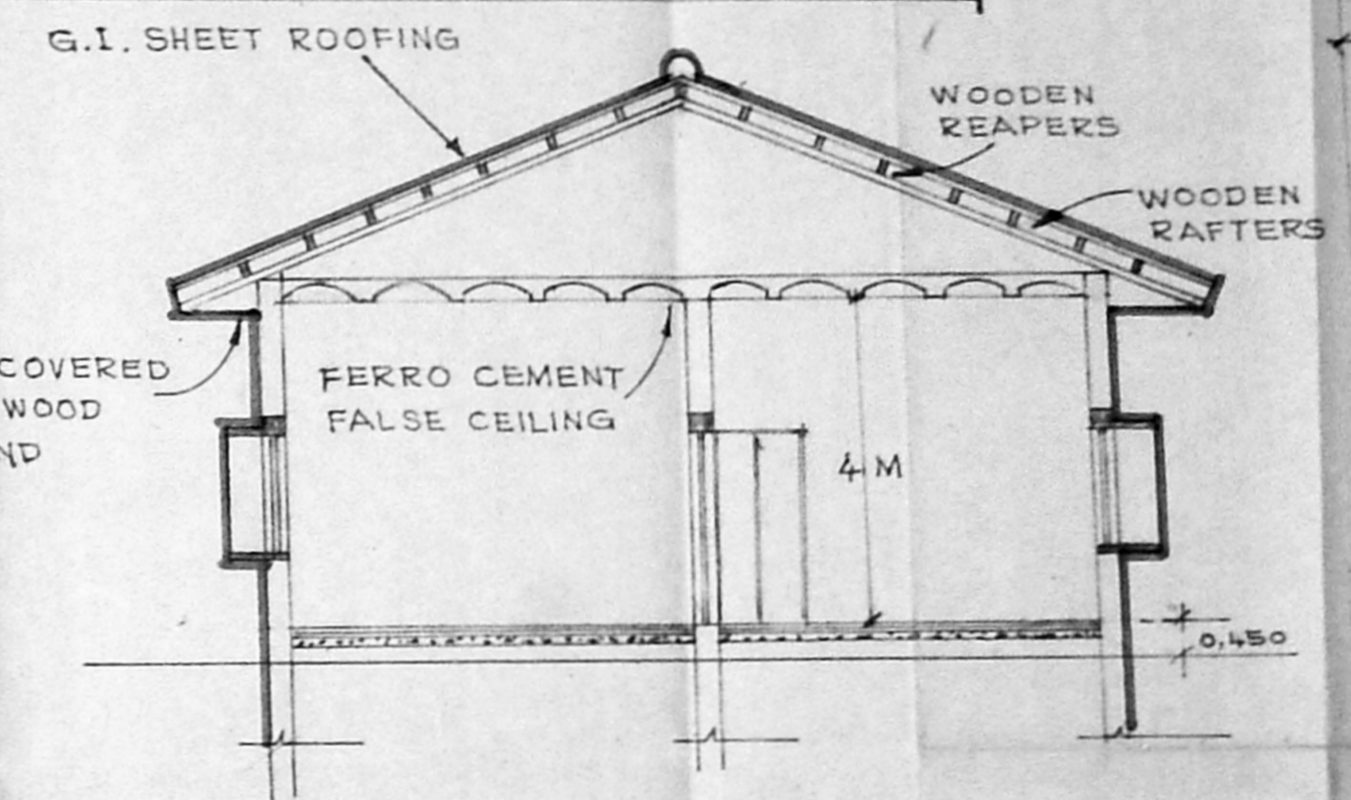 G.I. SHEET ROOFING
WOODEN
REAPERS
WOODEN
RAFTERS
COVERED
WOOD
ND
FERRO CEMENT
FALSE CEILING
4 M
0.450